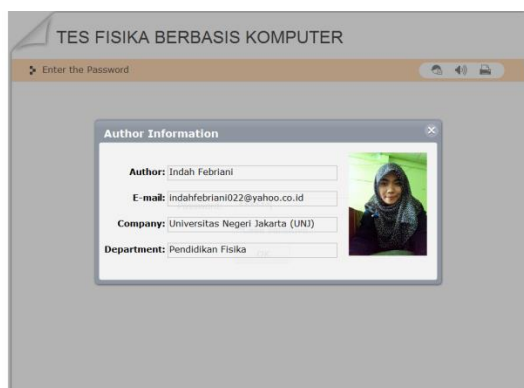 TES FISIKA BERBASIS KOMPUTER
Enter the Password
Author Information
Author: Indah Febriani
E-mail: indahfebriani022@yahoo.co.id
Company: Universitas Negeri Jakarta (UNJ)
Department: Pendidikan Fisika